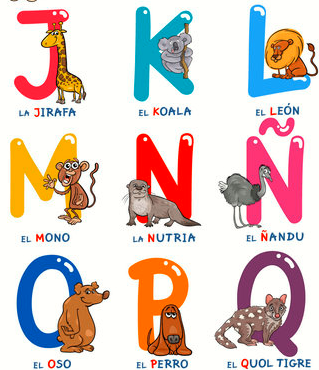 J K L
LA JIRAFA EL KOALA EL LEÓN
M N Ñ
EL MONO LA NUTRIA EL ÑANDU
O P Q
EL OSO EL PERRO EL QUOL TIGRE